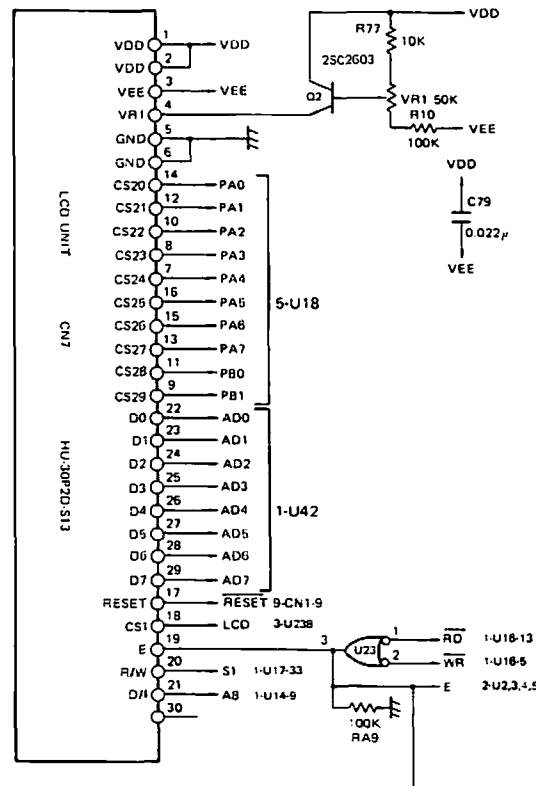 VDD 1 VDD
VDD 2
VEE 3 VEE
VR1 4
GND 5
GND 6
CS20 14 PA0
CS21 12 PA1
CS22 10 PA2
CS23 8 PA3
CS24 7 PA4
CS25 16 PA5
CS26 15 PA6
CS27 13 PA7
CS28 11 PB0
CS29 9 PB1
5-U18
D0 22 AD0
D1 23 AD1
D2 24 AD2
D3 25 AD3
D4 26 AD4
D5 27 AD5
D6 28 AD6
D7 29 AD7
1-U42
RESET 17 RESET 9-CN1-9
CS1 18 LCD 3-U238
E 19
R/W 20 S1 1-U17-33
D/I 21 A8 1-U14-9
30
LCD UNIT
CN7
HU-30P2D-S13
VDD
R77
10K
2SC2603
Q2
VR1 50K
R10
100K
VEE
VDD
C79
0.022μ
VEE
3 U23 1 RD 1-U16-13
2 WR 1-U16-5
E 2-U2,3,4,5
100K
RA9